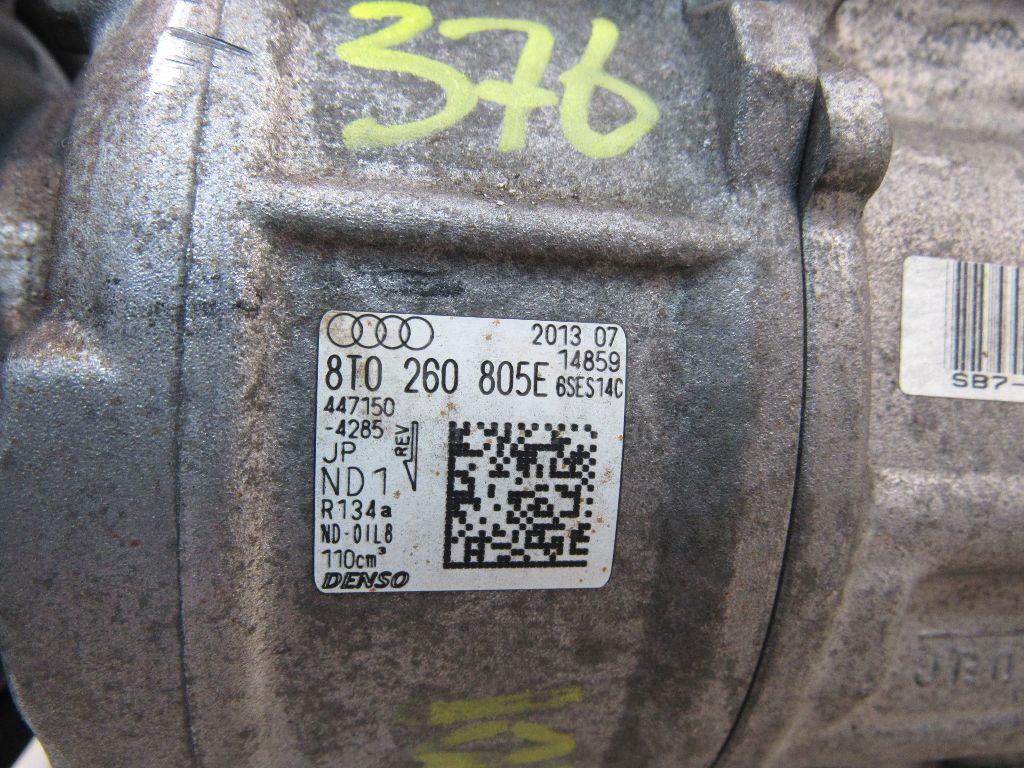 376
2013 07
14859
8T0 260 805E 6SES14C
447150
-4285
REV
JP
ND1
R134a
ND-OIL8
110cm³
DENSO
SB7-